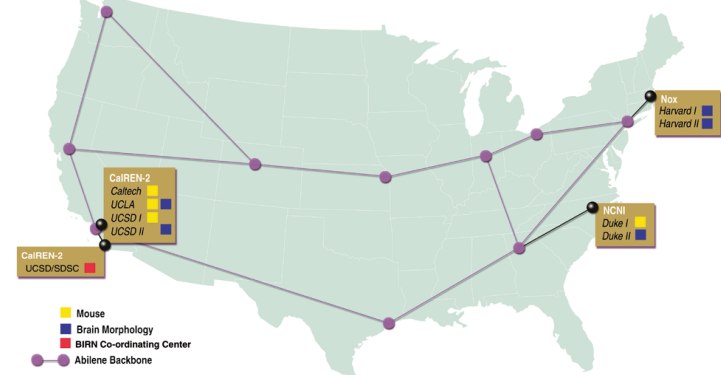 Nox
Harvard I
Harvard II
CalREN-2
Caltech
UCLA
UCSD I
UCSD II
NCNI
Duke I
Duke II
CalREN-2
UCSD/SDSC
Mouse
Brain Morphology
BIRN Co-ordinating Center
Abilene Backbone